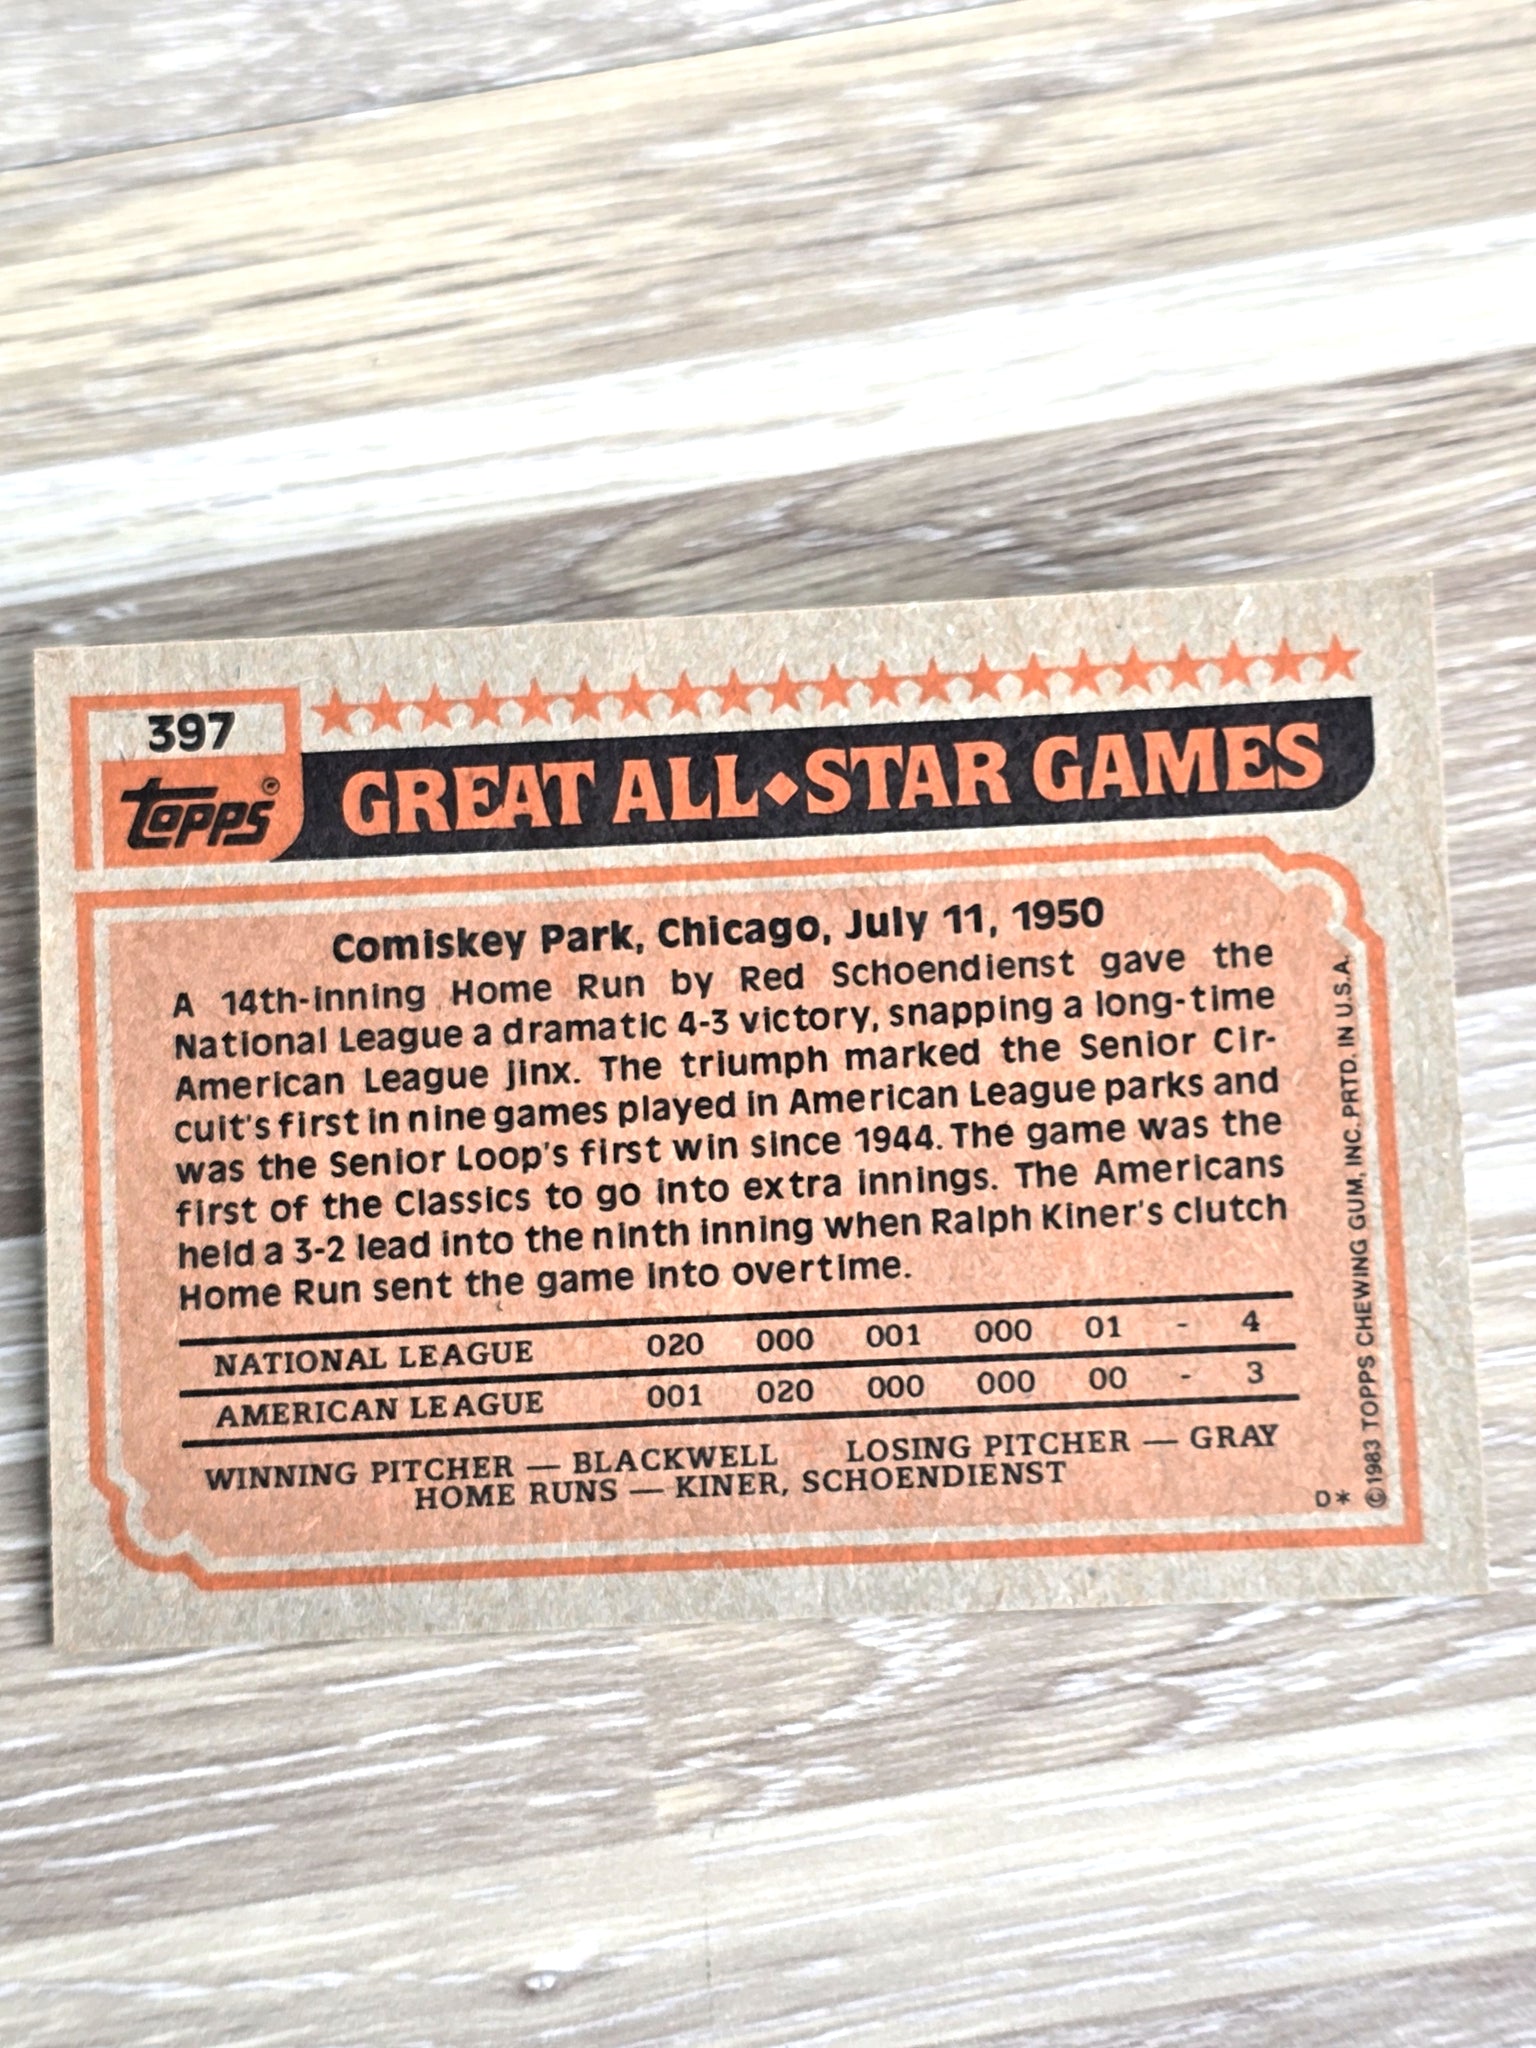 397
TOPPS®
GREAT ALL◆STAR GAMES
Comiskey Park, Chicago, July 11, 1950
A 14th-inning Home Run by Red Schoendienst gave the
National League a dramatic 4-3 victory, snapping a long-time
American League jinx. The triumph marked the Senior Cir-
cuit's first in nine games played in American League parks and
was the Senior Loop's first win since 1944. The game was the
first of the Classics to go into extra innings. The Americans
held a 3-2 lead into the ninth inning when Ralph Kiner's clutch
Home Run sent the game into overtime.
NATIONAL LEAGUE 020 000 001 000 01 - 4
AMERICAN LEAGUE 001 020 000 000 00 - 3
WINNING PITCHER — BLACKWELL LOSING PITCHER — GRAY
HOME RUNS — KINER, SCHOENDIENST
D* © 1983 TOPPS CHEWING GUM, INC. PRTD. IN U.S.A.